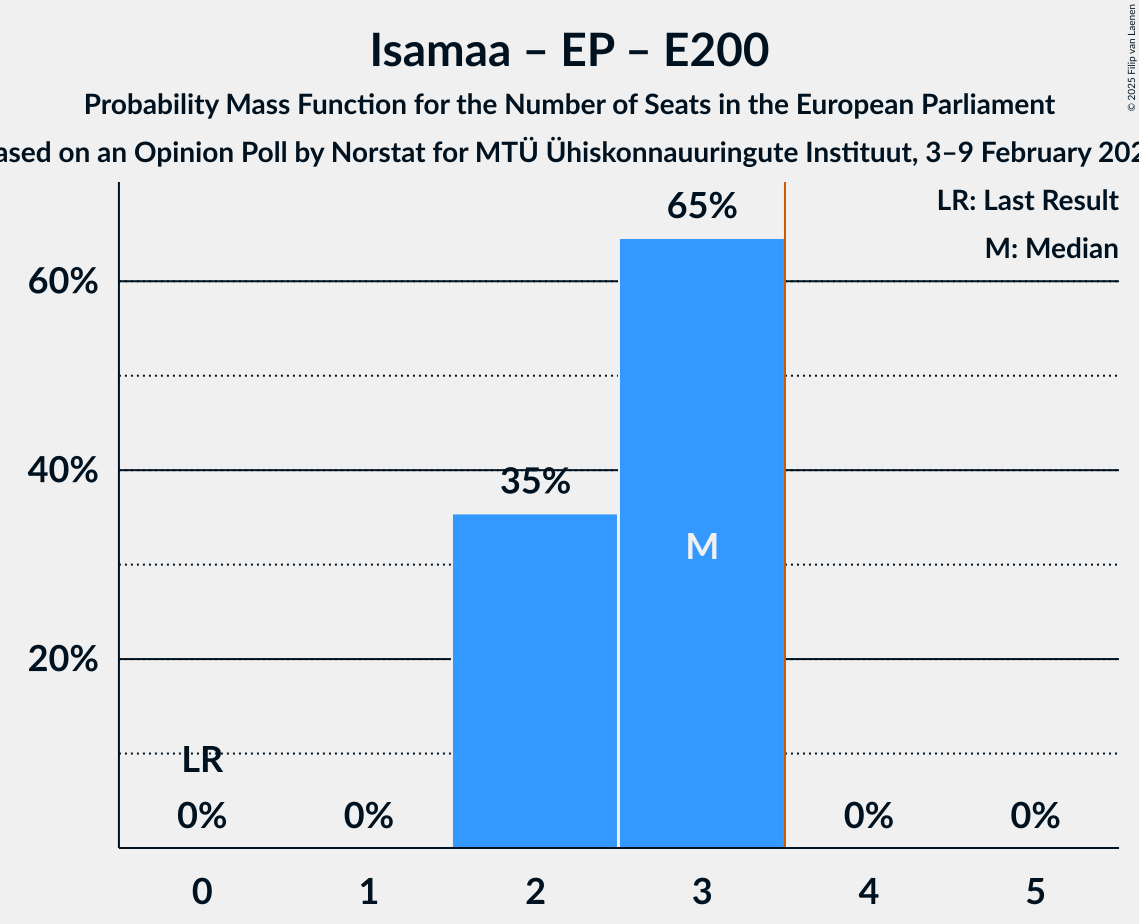 Isamaa – EP – E200
Probability Mass Function for the Number of Seats in the European Parliament
on an Opinion Poll by Norstat for MTÜ Ühiskonnauuringute Instituut, 3–9 February
© 2025 Filip van Laenen
LR: Last Result
M: Median
65%
60%
40%
35%
M
20%
LR
0% 0% 0% 0%
0 1 2 3 4 5